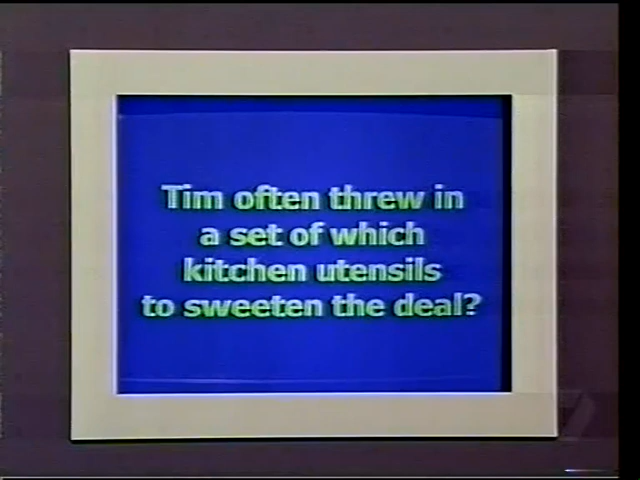 Tim often threw in
a set of which
kitchen utensils
to sweeten the deal?